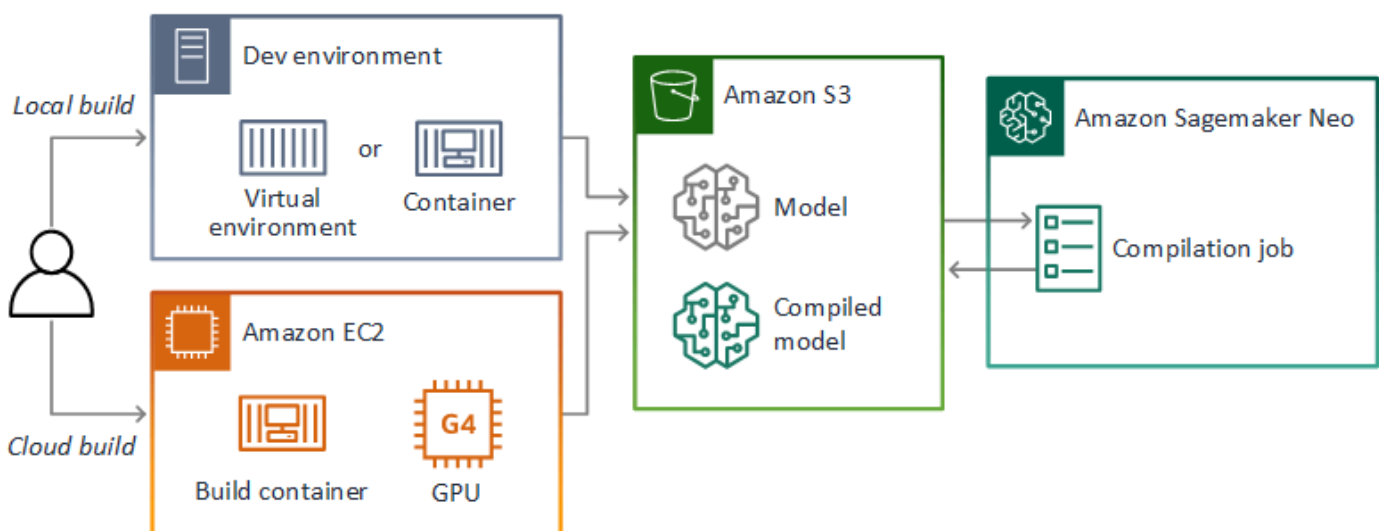 Local build
Dev environment
or
Virtual
environment
Container
Cloud build
Amazon EC2
G4
Build container
GPU
Amazon S3
Model
Compiled
model
Amazon Sagemaker Neo
Compilation job